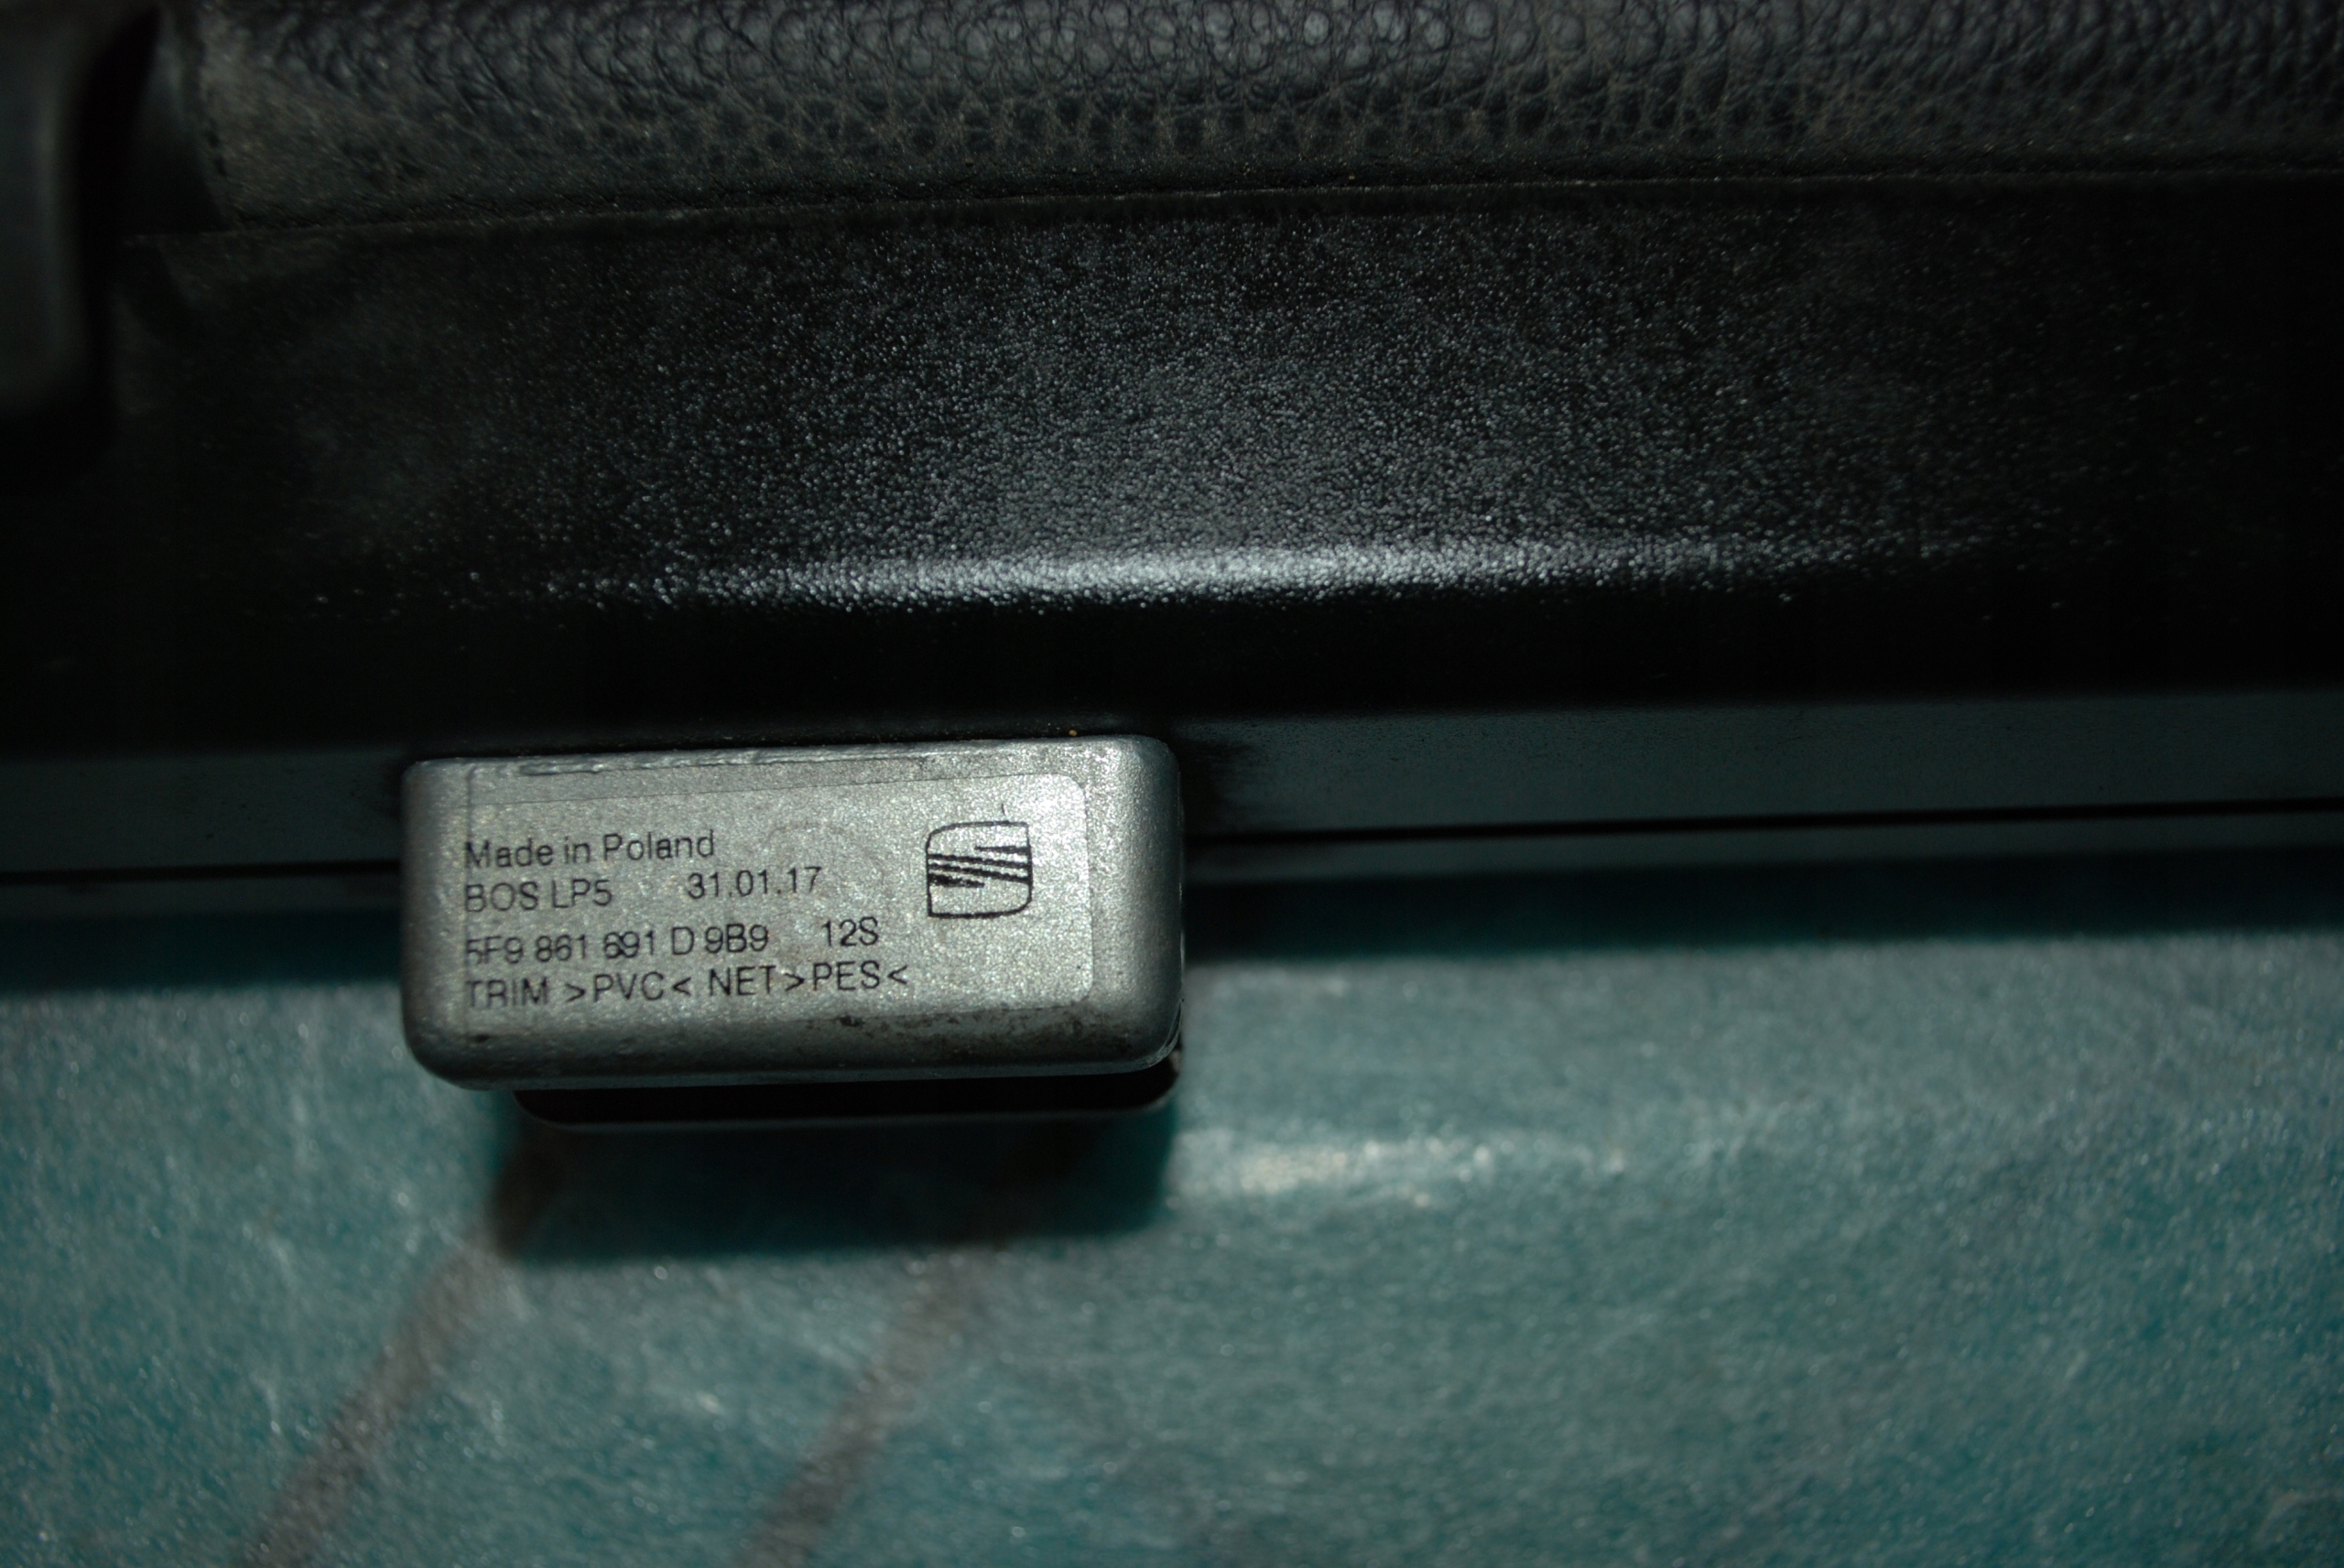 Made in Poland
BOS LP5 31.01.17
5F9 861 691 D 9B9 12S
TRIM >PVC< NET>PES<